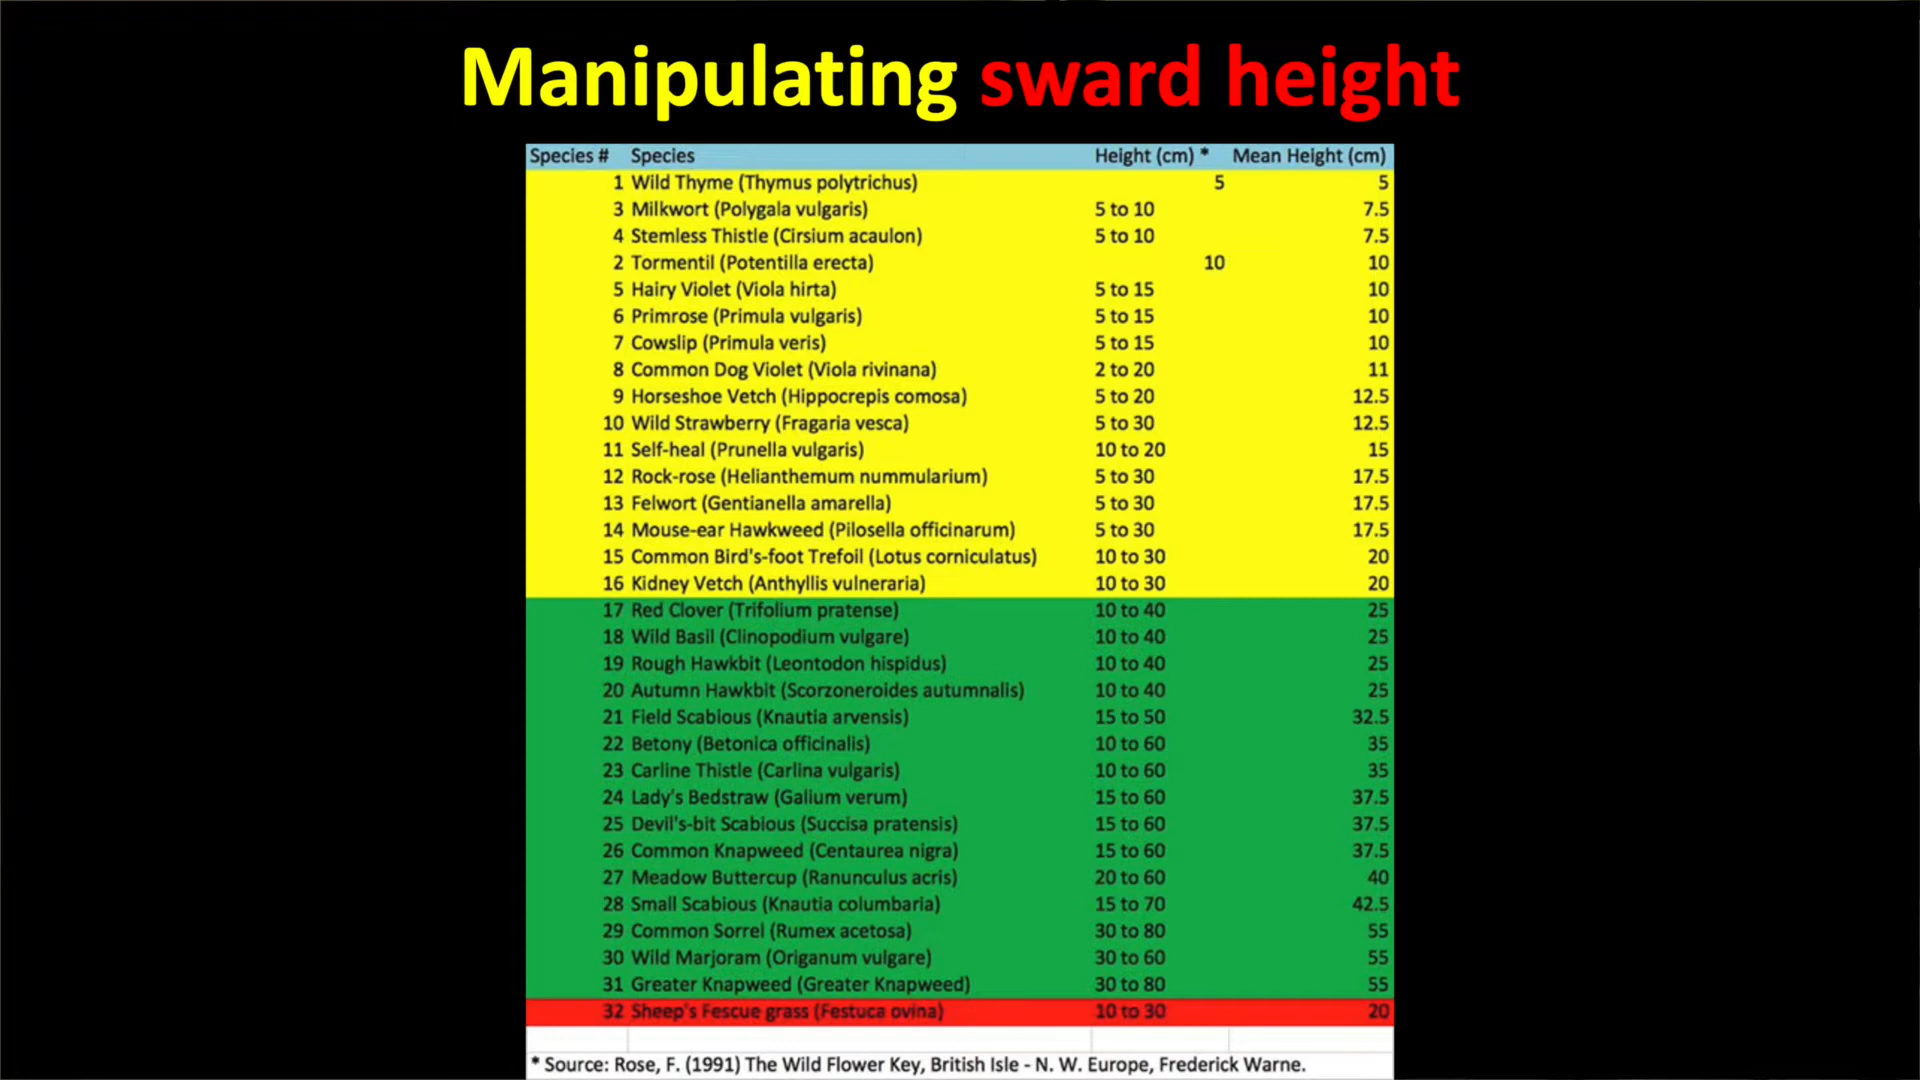 Manipulating sward height
Species # Species Height (cm) * Mean Height (cm)
1 Wild Thyme (Thymus polytrichus) 5 5
3 Milkwort (Polygala vulgaris) 5 to 10 7.5
4 Stemless Thistle (Cirsium acaulon) 5 to 10 7.5
2 Tormentil (Potentilla erecta) 10 10
5 Hairy Violet (Viola hirta) 5 to 15 10
6 Primrose (Primula vulgaris) 5 to 15 10
7 Cowslip (Primula veris) 5 to 15 10
8 Common Dog Violet (Viola rivinana) 2 to 20 11
9 Horseshoe Vetch (Hippocrepis comosa) 5 to 20 12.5
10 Wild Strawberry (Fragaria vesca) 5 to 30 12.5
11 Self-heal (Prunella vulgaris) 10 to 20 15
12 Rock-rose (Helianthemum nummularium) 5 to 30 17.5
13 Felwort (Gentianella amarella) 5 to 30 17.5
14 Mouse-ear Hawkweed (Pilosella officinarum) 5 to 30 17.5
15 Common Bird's-foot Trefoil (Lotus corniculatus) 10 to 30 20
16 Kidney Vetch (Anthyllis vulneraria) 10 to 30 20
17 Red Clover (Trifolium pratense) 10 to 40 25
18 Wild Basil (Clinopodium vulgare) 10 to 40 25
19 Rough Hawkbit (Leontodon hispidus) 10 to 40 25
20 Autumn Hawkbit (Scorzoneroides autumnalis) 10 to 40 25
21 Field Scabious (Knautia arvensis) 15 to 50 32.5
22 Betony (Betonica officinalis) 10 to 60 35
23 Carline Thistle (Carlina vulgaris) 10 to 60 35
24 Lady's Bedstraw (Galium verum) 15 to 60 37.5
25 Devil's-bit Scabious (Succisa pratensis) 15 to 60 37.5
26 Common Knapweed (Centaurea nigra) 15 to 60 37.5
27 Meadow Buttercup (Ranunculus acris) 20 to 60 40
28 Small Scabious (Knautia columbaria) 15 to 70 42.5
29 Common Sorrel (Rumex acetosa) 30 to 80 55
30 Wild Marjoram (Origanum vulgare) 30 to 60 55
31 Greater Knapweed (Greater Knapweed) 30 to 80 55
32 Sheep's Fescue grass (Festuca ovina) 10 to 30 20
* Source: Rose, F. (1991) The Wild Flower Key, British Isle - N. W. Europe, Frederick Warne.